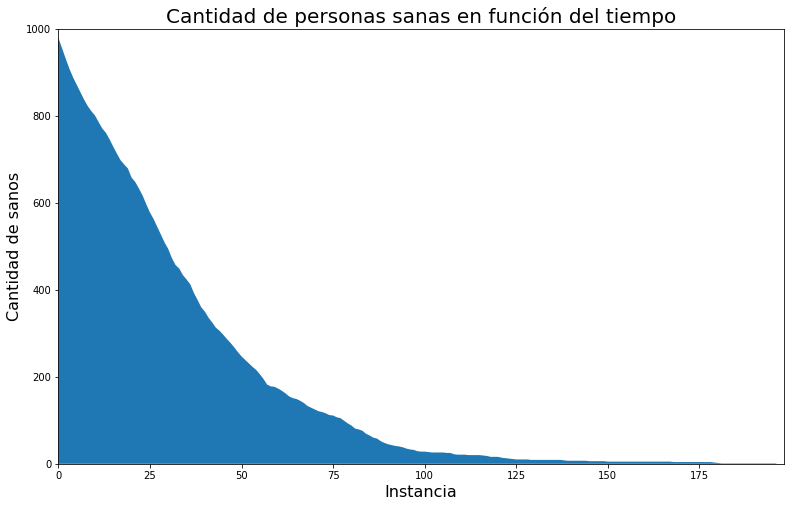 Cantidad de personas sanas en función del tiempo
1000
800
600
400
200
0
Cantidad de sanos
0 25 50 75 100 125 150 175
Instancia